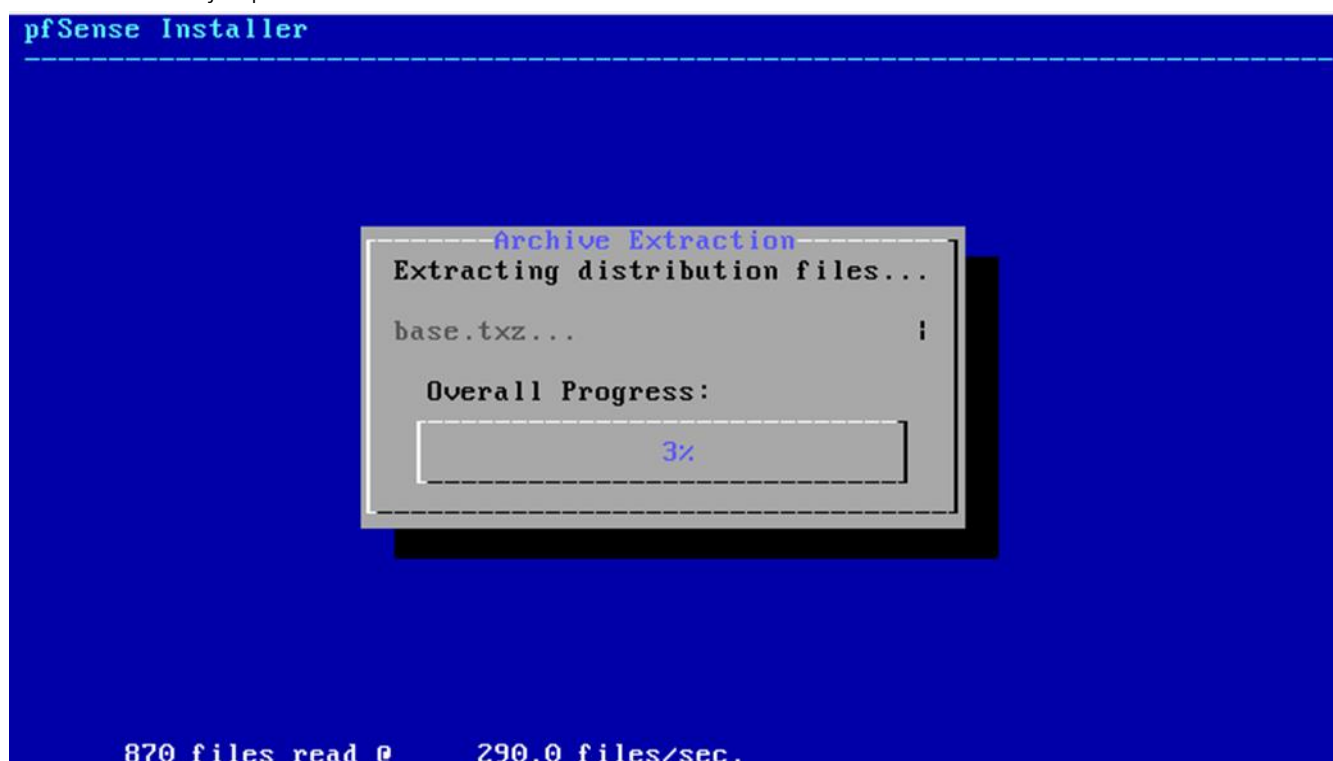 pfSense Installer
Archive Extraction
Extracting distribution files...
base.txz...
Overall Progress:
3%
870 files read @ 290.0 files/sec.